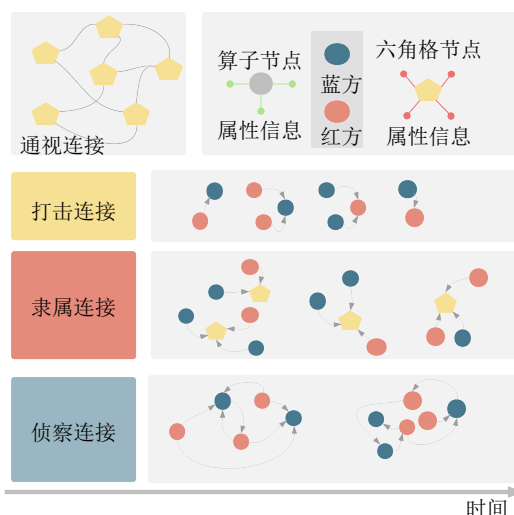 通视连接
算子节点
属性信息
蓝方
红方
六角格节点
属性信息
打击连接
隶属连接
侦察连接
时间